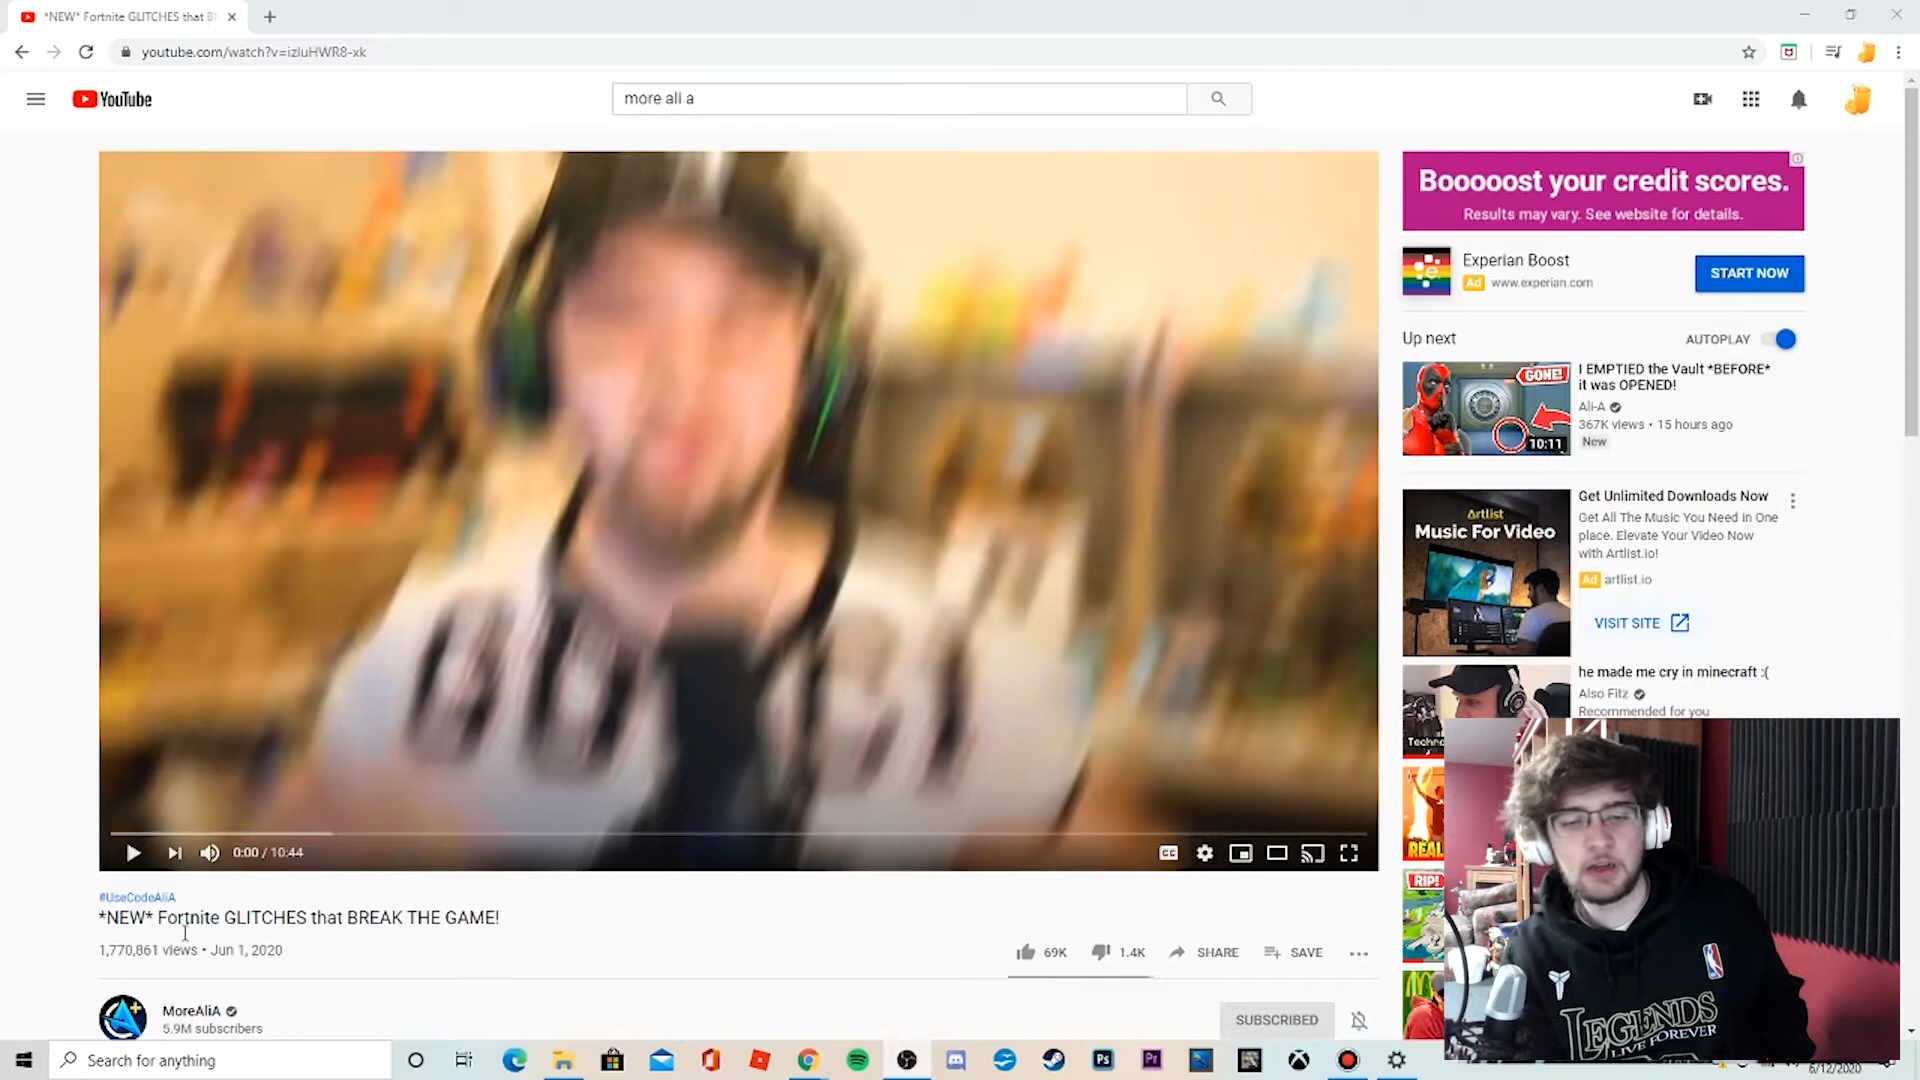 *NEW* Fortnite GLITCHES that BR
youtube.com/watch?v=izluHWR8-xk
YouTube
more ali a
Booooost your credit scores.
Results may vary. See website for details.
Experian Boost
Ad www.experian.com
START NOW
Up next
AUTOPLAY
GONE!
10:11
I EMPTIED the Vault *BEFORE*
it was OPENED!
Ali-A
367K views • 15 hours ago
New
Artlist
Music For Video
Get Unlimited Downloads Now
Get All The Music You Need in One
place. Elevate Your Video Now
with Artlist.io!
Ad artlist.io
VISIT SITE
he made me cry in minecraft :(
Also Fitz
Recommended for you
REAL
RIP!
0:00 / 10:44
CC
#UseCodeAliA
*NEW* Fortnite GLITCHES that BREAK THE GAME!
1,770,861 views • Jun 1, 2020
69K
1.4K
SHARE
SAVE
MoreAliA
5.9M subscribers
SUBSCRIBED
LEGENDS
LIVE FOREVER
Search for anything
Ps
Pr
6/12/2020